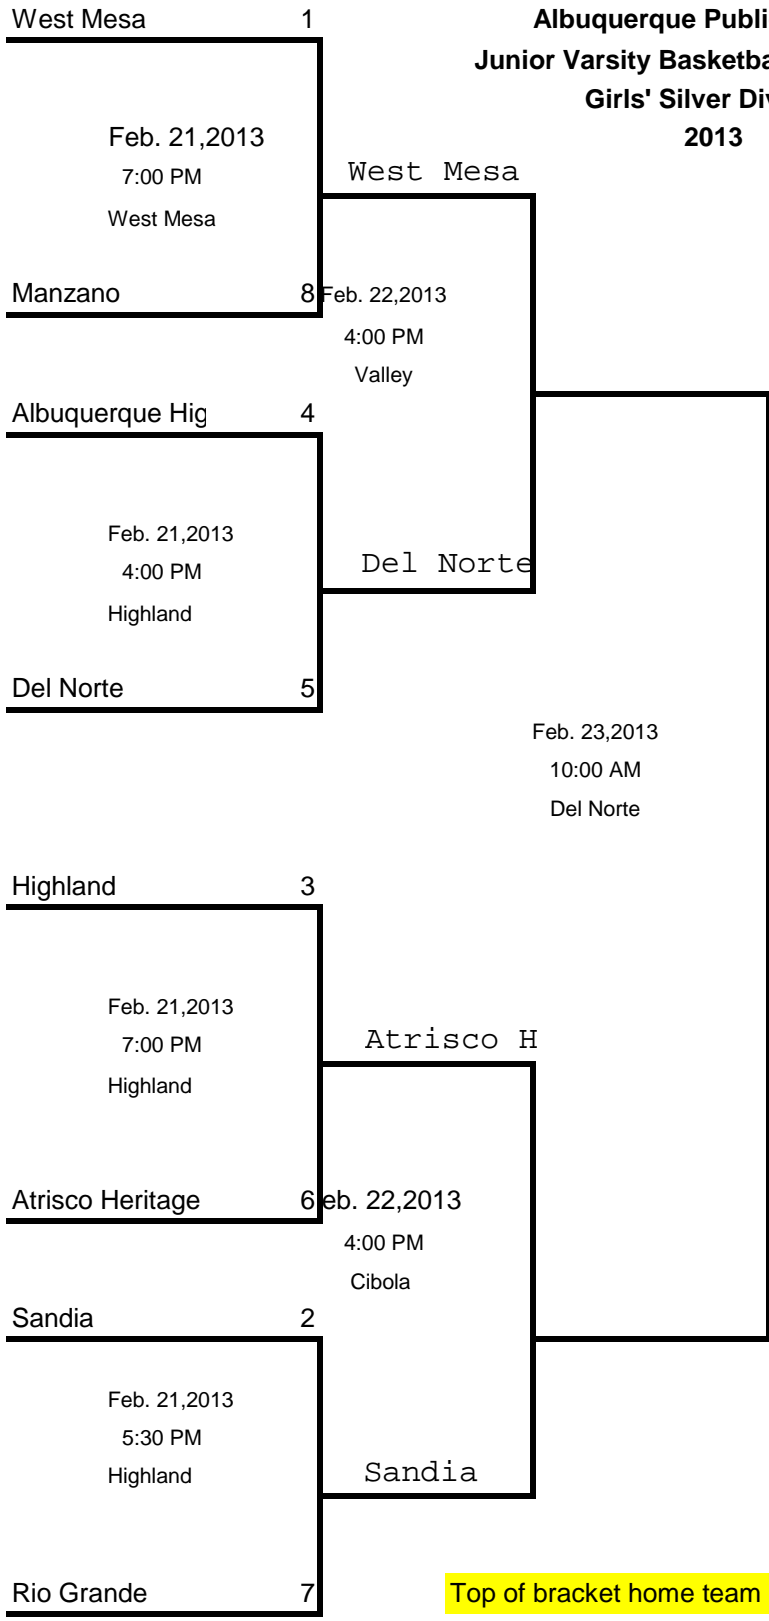 West Mesa 1
Albuquerque Publi
Junior Varsity Basketba
Girls' Silver Div
2013
Feb. 21,2013
7:00 PM
West Mesa
West Mesa
Manzano 8
Feb. 22,2013
4:00 PM
Valley
Albuquerque Hig 4
Feb. 21,2013
4:00 PM
Highland
Del Norte
Del Norte 5
Feb. 23,2013
10:00 AM
Del Norte
Highland 3
Feb. 21,2013
7:00 PM
Highland
Atrisco H
Atrisco Heritage 6
eb. 22,2013
4:00 PM
Cibola
Sandia 2
Feb. 21,2013
5:30 PM
Highland
Sandia
Rio Grande 7
Top of bracket home team